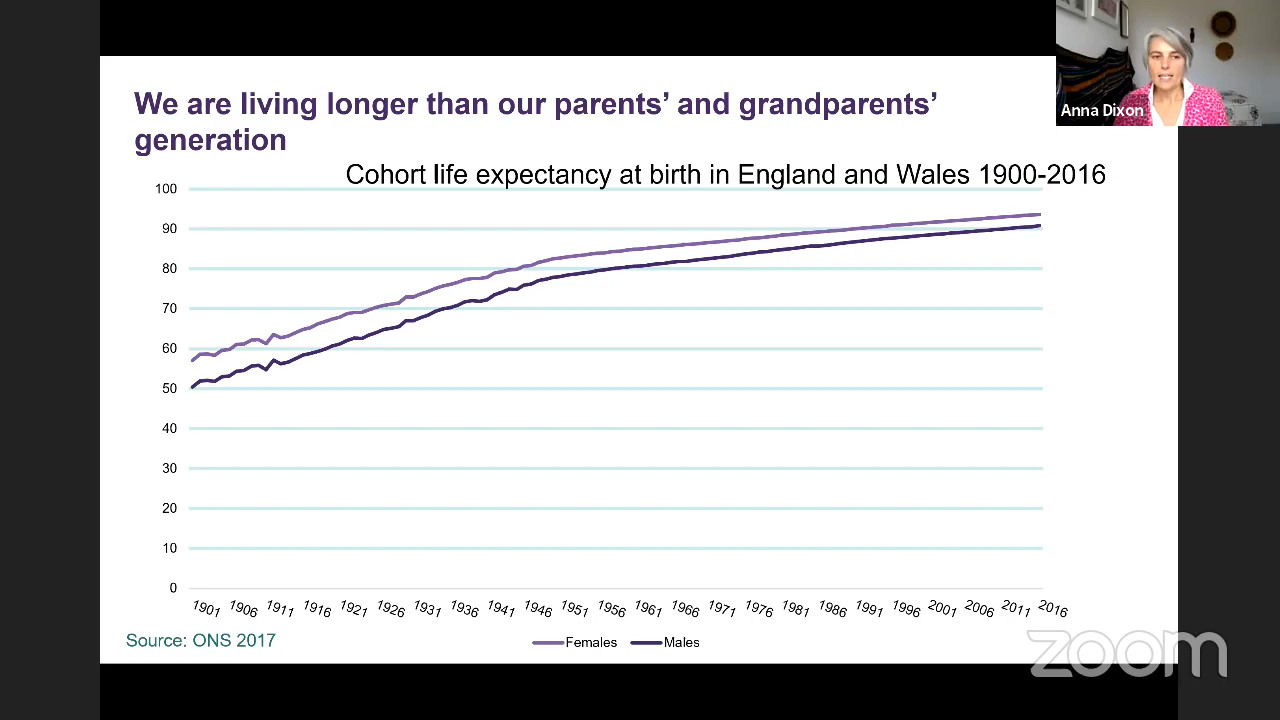 We are living longer than our parents’ and grandparents’
generation
Anna Dixon
Cohort life expectancy at birth in England and Wales 1900-2016
100
90
80
70
60
50
40
30
20
10
0
1901 1906 1911 1916 1921 1926 1931 1936 1941 1946 1951 1956 1961 1966 1971 1976 1981 1986 1991 1996 2001 2006 2011 2016
Source: ONS 2017
Females Males
zoom